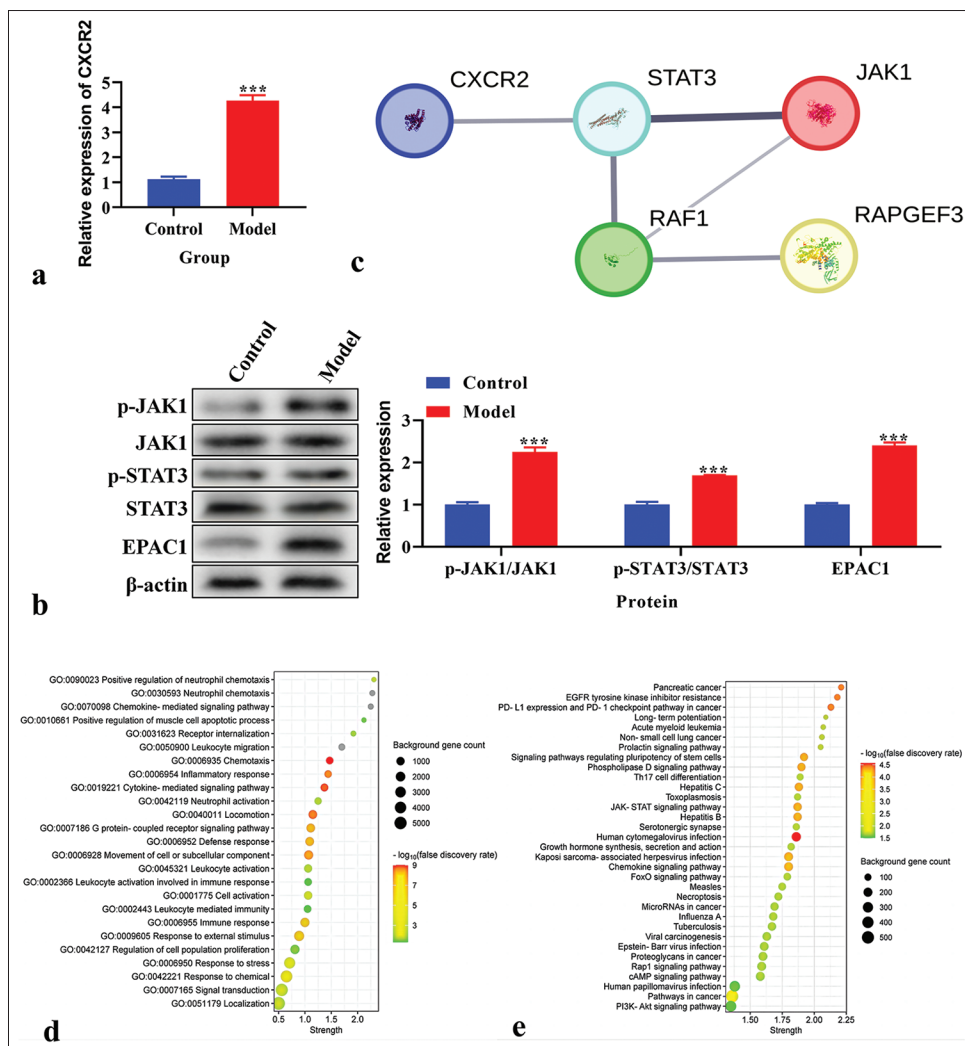 Relative expression of CXCR2
5
4
3
2
1
0
***
Control
Model
Group
a
CXCR2
STAT3
JAK1
RAF1
RAPGEF3
c
Control
Model
p-JAK1
JAK1
p-STAT3
STAT3
EPAC1
β-actin
b
Control
Model
Relative expression
3
2
1
0
***
***
***
p-JAK1/JAK1
p-STAT3/STAT3
EPAC1
Protein
GO:0090023 Positive regulation of neutrophil chemotaxis
GO:0030593 Neutrophil chemotaxis
GO:0070098 Chemokine- mediated signaling pathway
GO:0010661 Positive regulation of muscle cell apoptotic process
GO:0031623 Receptor internalization
GO:0050900 Leukocyte migration
GO:0006935 Chemotaxis
GO:0006954 Inflammatory response
GO:0019221 Cytokine- mediated signaling pathway
GO:0042119 Neutrophil activation
GO:0040011 Locomotion
GO:0007186 G protein- coupled receptor signaling pathway
GO:0006952 Defense response
GO:0006928 Movement of cell or subcellular component
GO:0045321 Leukocyte activation
GO:0002366 Leukocyte activation involved in immune response
GO:0001775 Cell activation
GO:0002443 Leukocyte mediated immunity
GO:0006955 Immune response
GO:0009605 Response to external stimulus
GO:0042127 Regulation of cell population proliferation
GO:0006950 Response to stress
GO:0042221 Response to chemical
GO:0007165 Signal transduction
GO:0051179 Localization
0.5
1.0
1.5
2.0
Strength
Background gene count
1000
2000
3000
4000
5000
- log10(false discovery rate)
9
7
5
3
d
Pancreatic cancer
EGFR tyrosine kinase inhibitor resistance
PD- L1 expression and PD- 1 checkpoint pathway in cancer
Long- term potentiation
Acute myeloid leukemia
Non- small cell lung cancer
Prolactin signaling pathway
Signaling pathways regulating pluripotency of stem cells
Phospholipase D signaling pathway
Th17 cell differentiation
Hepatitis C
Toxoplasmosis
JAK- STAT signaling pathway
Hepatitis B
Serotonergic synapse
Human cytomegalovirus infection
Growth hormone synthesis, secretion and action
Kaposi sarcoma- associated herpesvirus infection
Chemokine signaling pathway
FoxO signaling pathway
Measles
Necroptosis
MicroRNAs in cancer
Influenza A
Tuberculosis
Viral carcinogenesis
Epstein- Barr virus infection
Proteoglycans in cancer
Rap1 signaling pathway
cAMP signaling pathway
Human papillomavirus infection
Pathways in cancer
PI3K- Akt signaling pathway
1.50
1.75
2.00
2.25
Strength
- log10(false discovery rate)
4.5
4.0
3.5
3.0
2.5
2.0
1.5
Background gene count
100
200
300
400
500
e